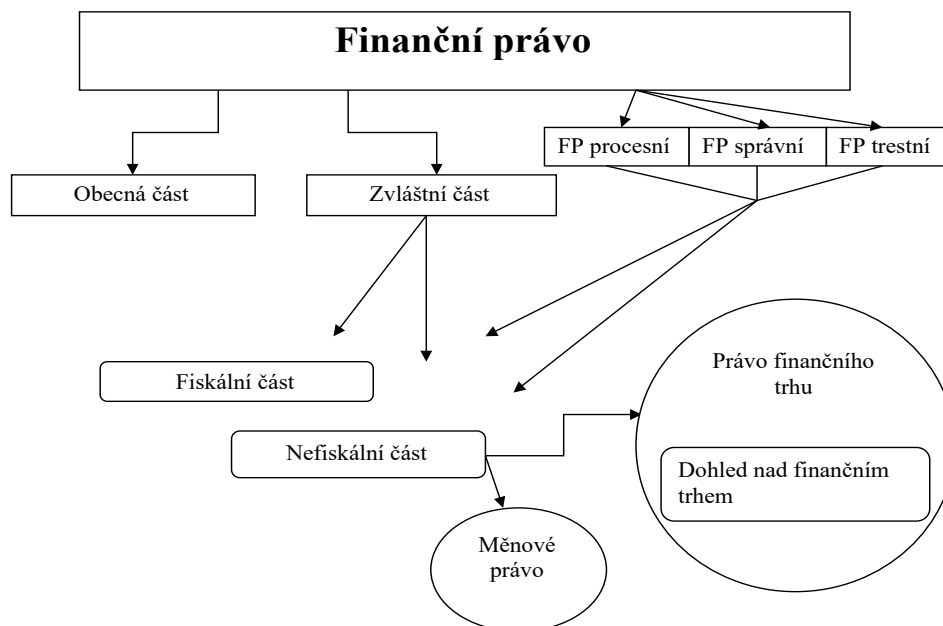 Finanční právo
FP procesní
FP správní
FP trestní
Obecná část
Zvláštní část
Právo finančního
trhu
Fiskální část
Nefiskální část
Dohled nad finančním
trhem
Měnové
právo